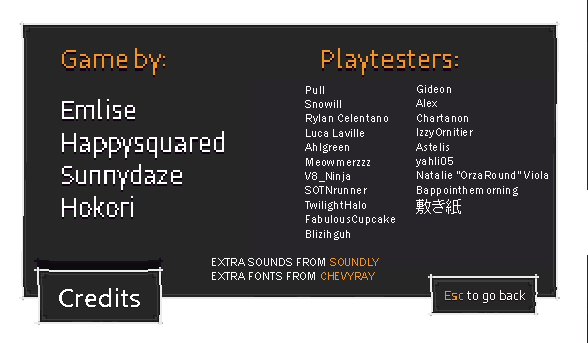 Game by:
Emlise
Happysquared
Sunnydaze
Hokori
Playtesters:
Pull
Snowill
Rylan Celentano
Luca Laville
Ahlgreen
Meowmerzzz
V8_Ninja
SOTNrunner
TwilightHalo
FabulousCupcake
Blizihguh
Gideon
Alex
Chartanon
IzzyOrnitier
Astelis
yahli05
Natalie "OrzaRound" Viola
Bappointhemorning
敷き紙
EXTRA SOUNDS FROM SOUNDLY
EXTRA FONTS FROM CHEVYRAY
Credits
Esc to go back